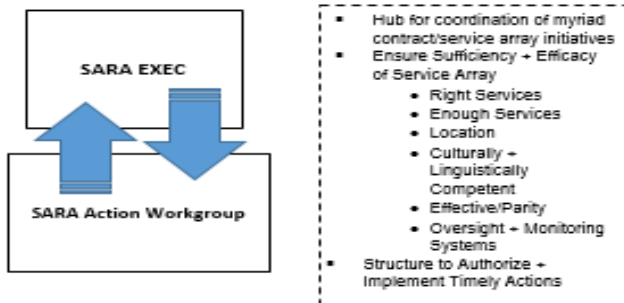 SARA EXEC
SARA Action Workgroup
▪ Hub for coordination of myriad
contract/service array initiatives
▪ Ensure Sufficiency + Efficacy
of Service Array
• Right Services
• Enough Services
• Location
• Culturally +
Linguistically
Competent
• Effective/Parity
• Oversight + Monitoring
Systems
▪ Structure to Authorize +
Implement Timely Actions